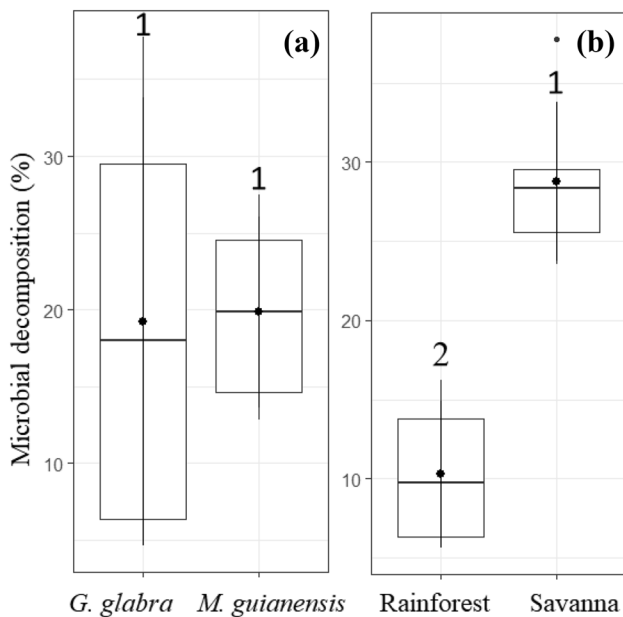 Microbial decomposition (%)
(a)
1
1
30
20
10
G. glabra
M. guianensis
(b)
1
2
30
20
10
Rainforest
Savanna